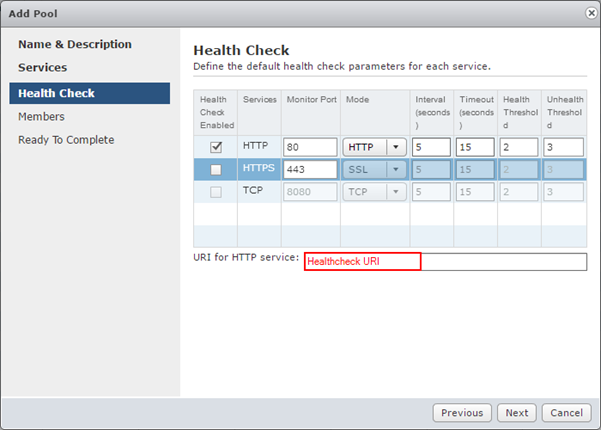 Add Pool
Name & Description
Services
Health Check
Members
Ready To Complete
Health Check
Define the default health check parameters for each service.
Health Check Enabled Services Monitor Port Mode Interval (seconds) Timeout (seconds) Health Threshold Unhealth Threshold
HTTP 80 HTTP 5 15 2 3
HTTPS 443 SSL 5 15 2 3
TCP 8080 TCP 5 15 2 3
URI for HTTP service: Healthcheck URI
Previous Next Cancel